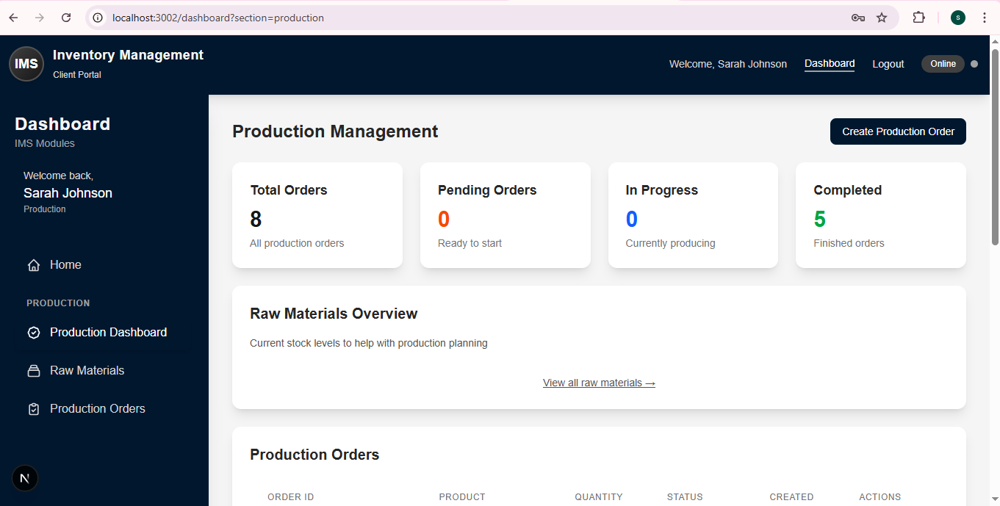 localhost:3002/dashboard?section=production
s
IMS
Inventory Management
Client Portal
Welcome, Sarah Johnson
Dashboard
Logout
Online
Dashboard
IMS Modules
Welcome back,
Sarah Johnson
Production
Home
PRODUCTION
Production Dashboard
Raw Materials
Production Orders
N
Production Management
Create Production Order
Total Orders
8
All production orders
Pending Orders
0
Ready to start
In Progress
0
Currently producing
Completed
5
Finished orders
Raw Materials Overview
Current stock levels to help with production planning
View all raw materials →
Production Orders
ORDER ID PRODUCT QUANTITY STATUS CREATED ACTIONS